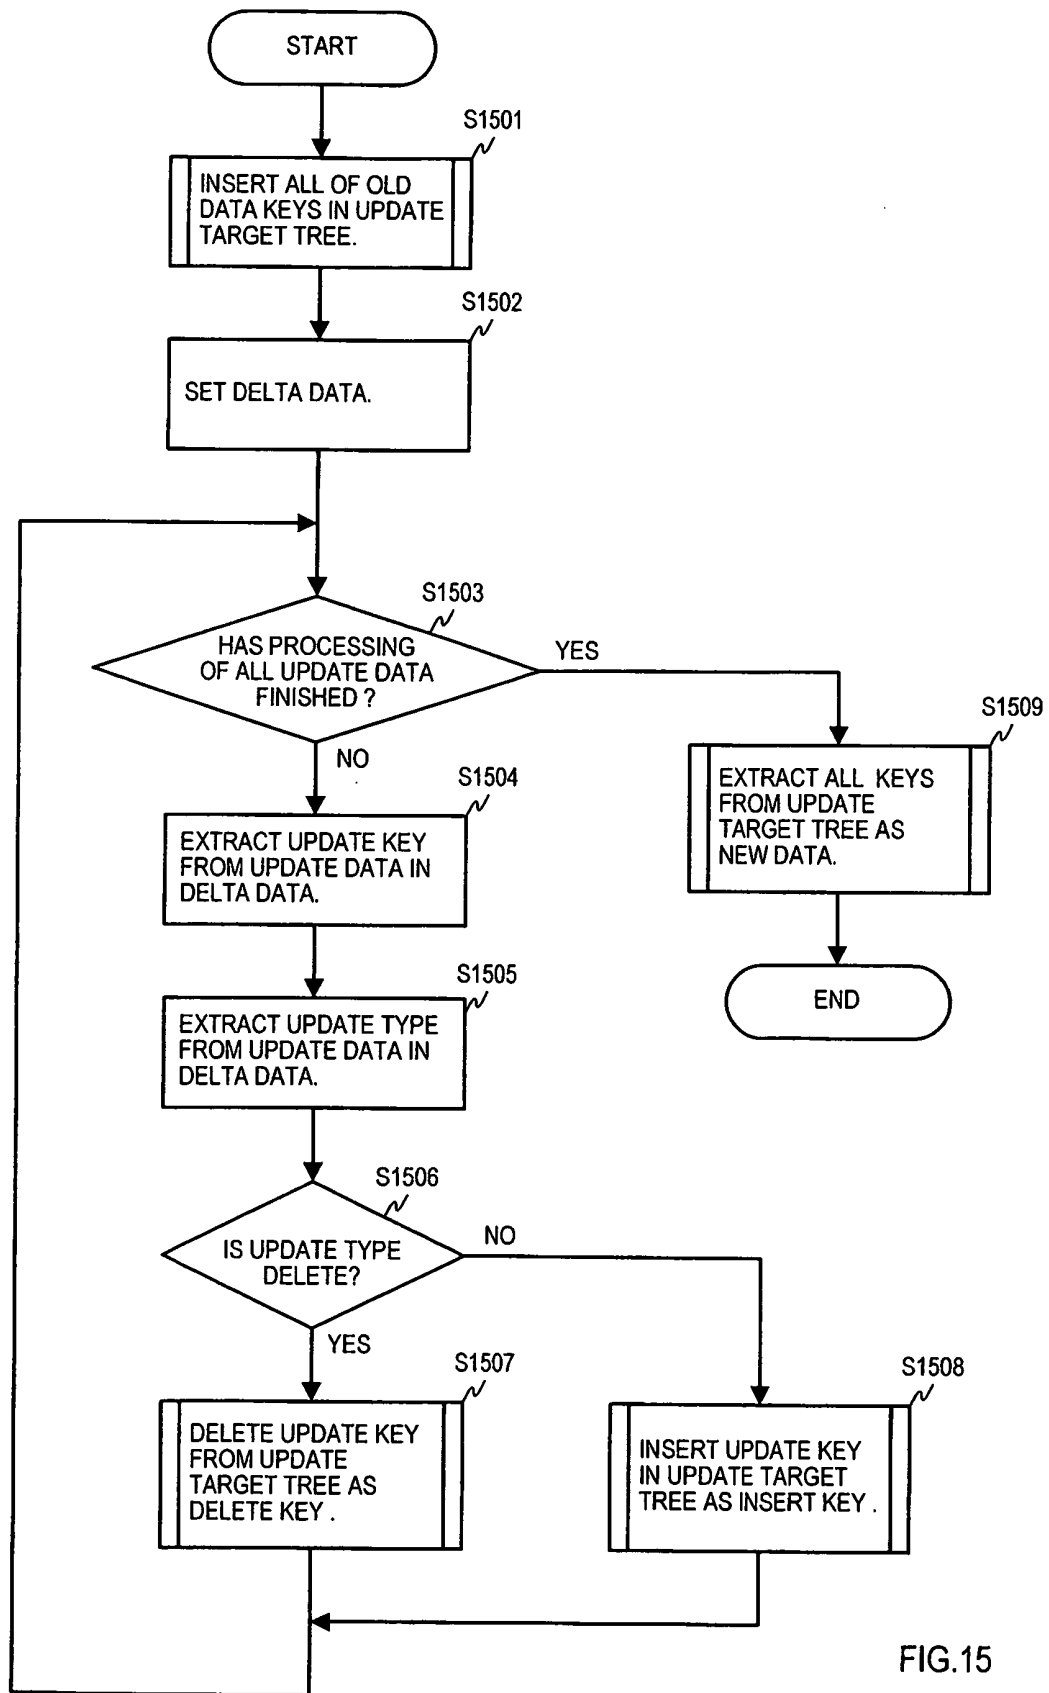 START
S1501
INSERT ALL OF OLD
DATA KEYS IN UPDATE
TARGET TREE.
S1502
SET DELTA DATA.
S1503
HAS PROCESSING
OF ALL UPDATE DATA
FINISHED ?
YES
NO
S1509
EXTRACT ALL KEYS
FROM UPDATE
TARGET TREE AS
NEW DATA.
END
S1504
EXTRACT UPDATE KEY
FROM UPDATE DATA IN
DELTA DATA.
S1505
EXTRACT UPDATE TYPE
FROM UPDATE DATA IN
DELTA DATA.
S1506
IS UPDATE TYPE
DELETE?
NO
YES
S1507
DELETE UPDATE KEY
FROM UPDATE
TARGET TREE AS
DELETE KEY .
S1508
INSERT UPDATE KEY
IN UPDATE TARGET
TREE AS INSERT KEY .
FIG.15